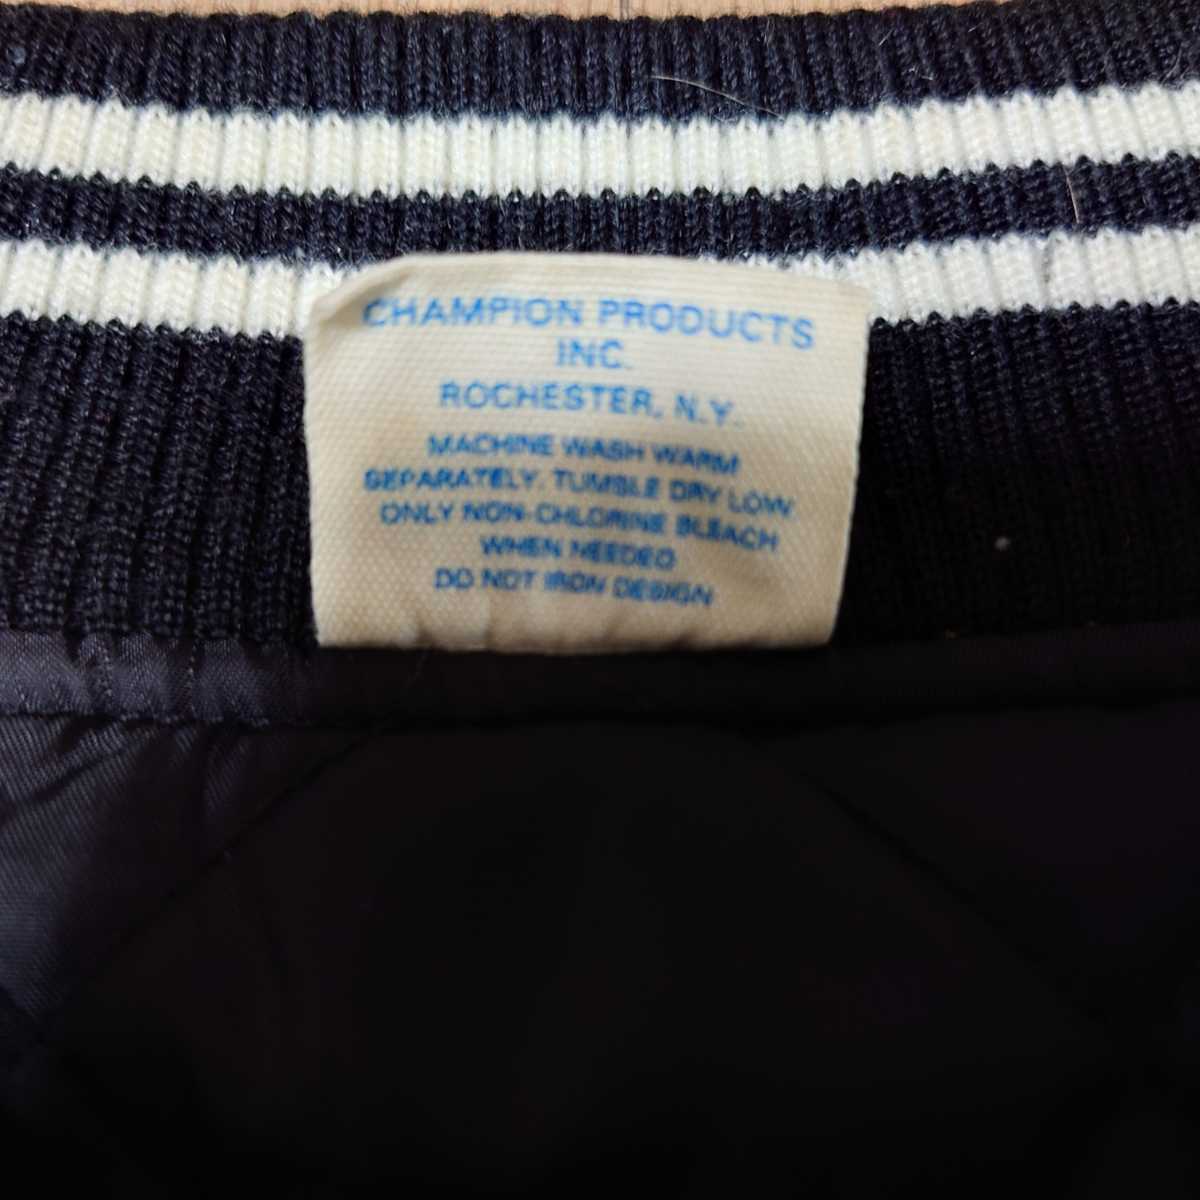 CHAMPION PRODUCTS
INC.
ROCHESTER, N.Y.
MACHINE WASH WARM
SEPARATELY. TUMBLE DRY LOW.
ONLY NON-CHLORINE BLEACH
WHEN NEEDED
DO NOT IRON DESIGN